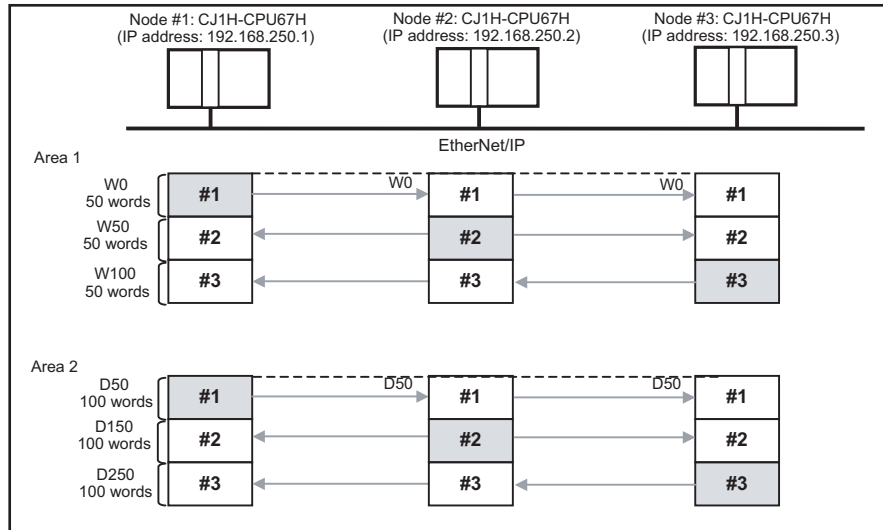 Node #1: CJ1H-CPU67H
(IP address: 192.168.250.1)
Node #2: CJ1H-CPU67H
(IP address: 192.168.250.2)
Node #3: CJ1H-CPU67H
(IP address: 192.168.250.3)
EtherNet/IP
Area 1
W0
50 words
#1
W0
#1
W0
#1
W50
50 words
#2
#2
#2
W100
50 words
#3
#3
#3
Area 2
D50
100 words
#1
D50
#1
D50
#1
D150
100 words
#2
#2
#2
D250
100 words
#3
#3
#3